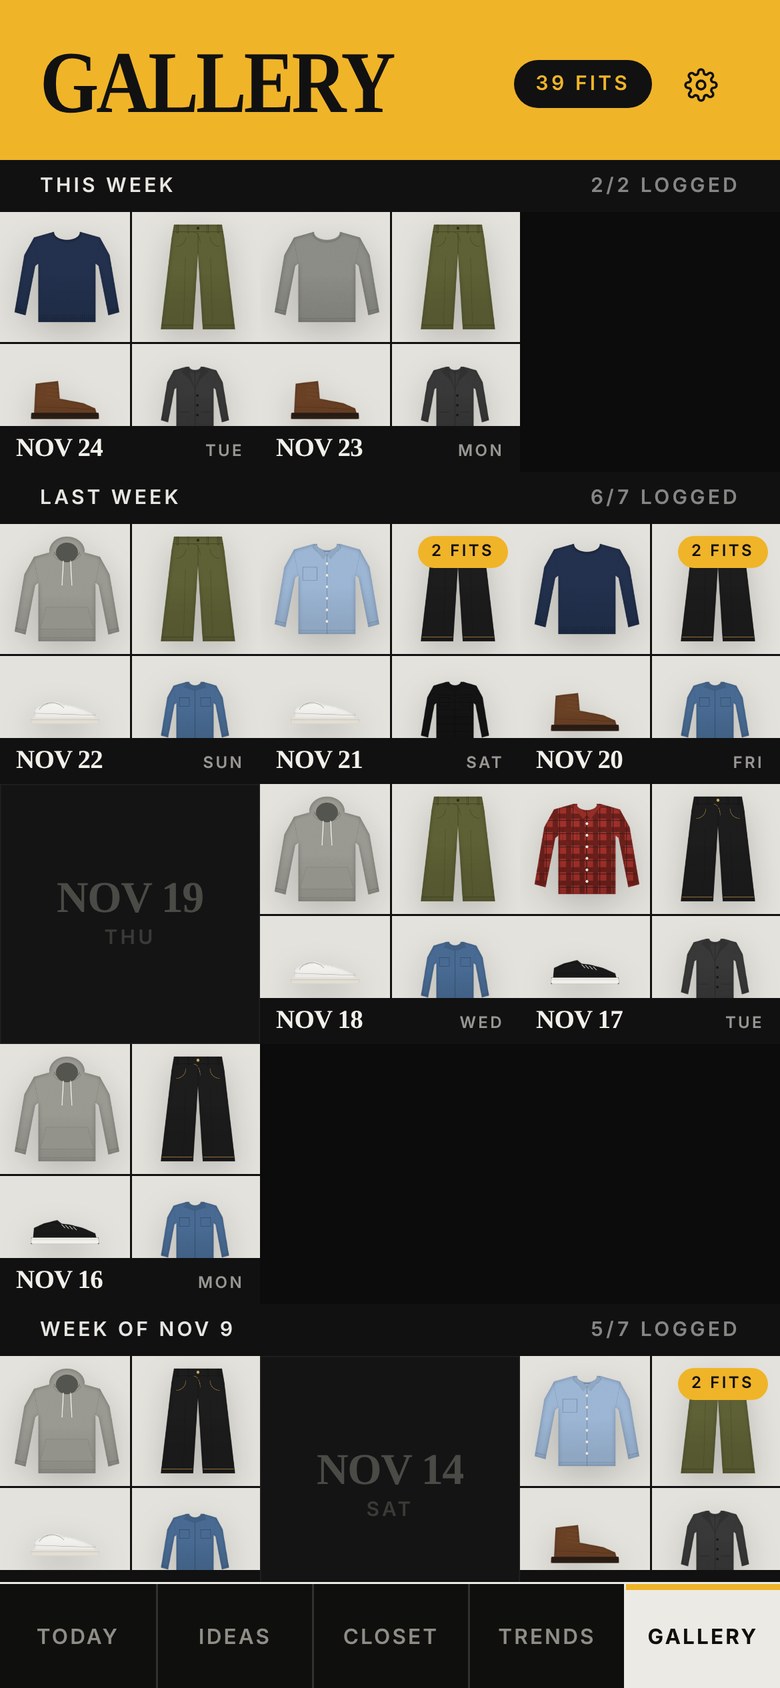 GALLERY
39 FITS
THIS WEEK
2/2 LOGGED
NOV 24
TUE
NOV 23
MON
LAST WEEK
6/7 LOGGED
2 FITS
2 FITS
NOV 22
SUN
NOV 21
SAT
NOV 20
FRI
NOV 19
THU
NOV 18
WED
NOV 17
TUE
NOV 16
MON
WEEK OF NOV 9
5/7 LOGGED
2 FITS
NOV 14
SAT
TODAY
IDEAS
CLOSET
TRENDS
GALLERY